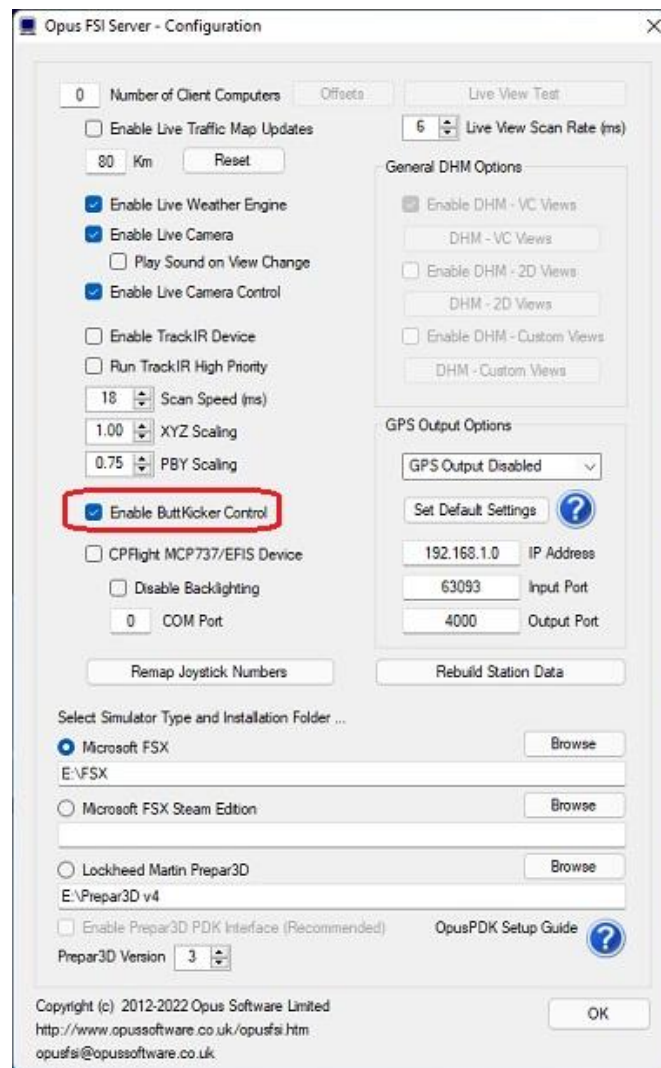 Opus FSI Server - Configuration
0 Number of Client Computers Offsets
Enable Live Traffic Map Updates
80 Km Reset
Enable Live Weather Engine
Enable Live Camera
Play Sound on View Change
Enable Live Camera Control
Enable TrackIR Device
Run TrackIR High Priority
18 Scan Speed (ms)
1.00 XYZ Scaling
0.75 PBY Scaling
Enable ButtKicker Control
CPFlight MCP737/EFIS Device
Disable Backlighting
0 COM Port
Remap Joystick Numbers
Live View Test
6 Live View Scan Rate (ms)
General DHM Options
Enable DHM - VC Views
DHM - VC Views
Enable DHM - 2D Views
DHM - 2D Views
Enable DHM - Custom Views
DHM - Custom Views
GPS Output Options
GPS Output Disabled
Set Default Settings ?
192.168.1.0 IP Address
63093 Input Port
4000 Output Port
Rebuild Station Data
Select Simulator Type and Installation Folder ...
Microsoft FSX Browse
E:\FSX
Microsoft FSX Steam Edition Browse
Lockheed Martin Prepar3D Browse
E:\Prepar3D v4
Enable Prepar3D PDK Interface (Recommended) OpusPDK Setup Guide ?
Prepar3D Version 3
Copyright (c) 2012-2022 Opus Software Limited
http://www.opussoftware.co.uk/opusfsi.htm
opusfsi@opussoftware.co.uk
OK